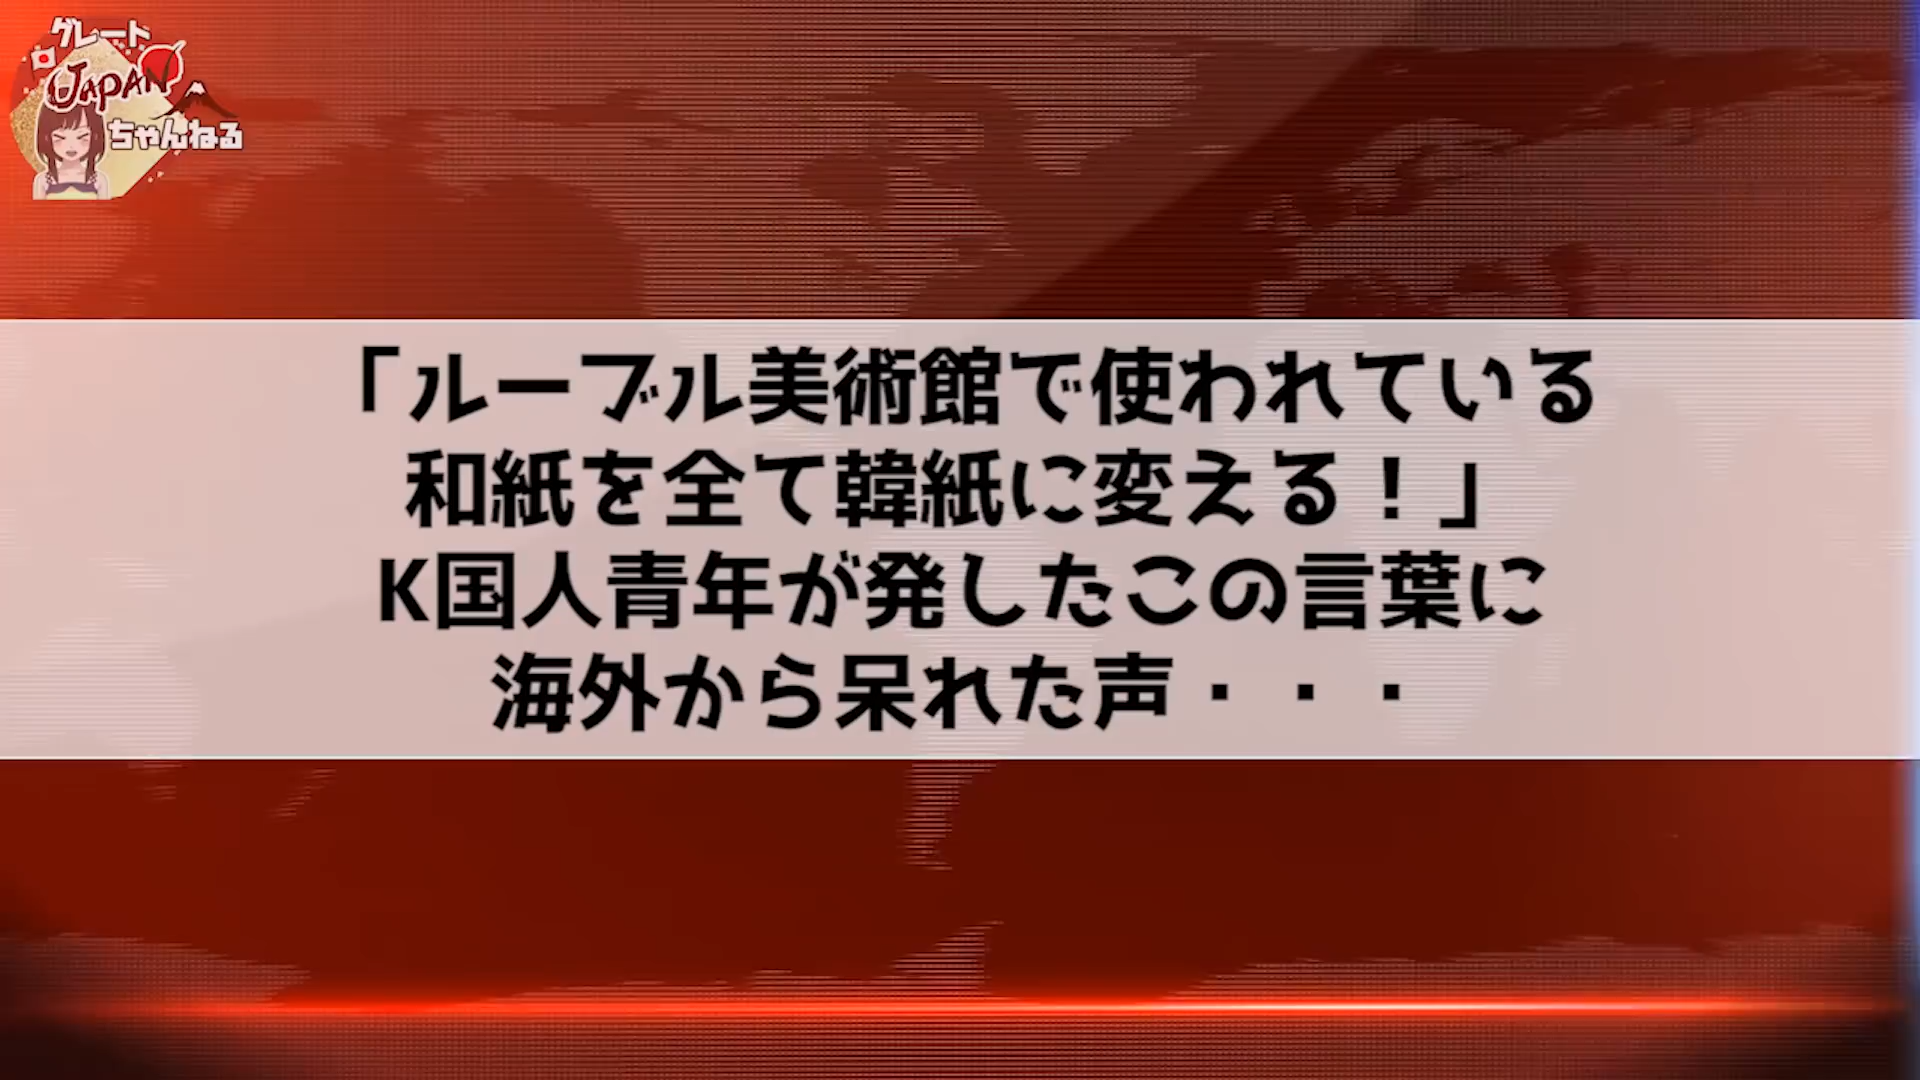 グレート
JAPAN
ちゃんねる
「ルーブル美術館で使われている
和紙を全て韓紙に変える！」
K国人青年が発したこの言葉に
海外から呆れた声・・・